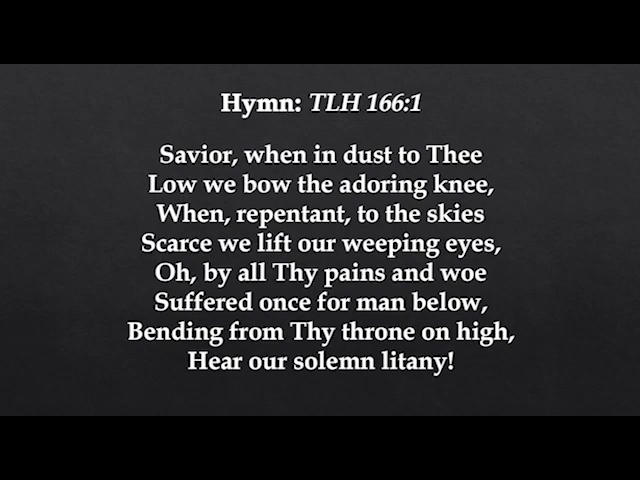 Hymn: TLH 166:1
Savior, when in dust to Thee
Low we bow the adoring knee,
When, repentant, to the skies
Scarce we lift our weeping eyes,
Oh, by all Thy pains and woe
Suffered once for man below,
Bending from Thy throne on high,
Hear our solemn litany!